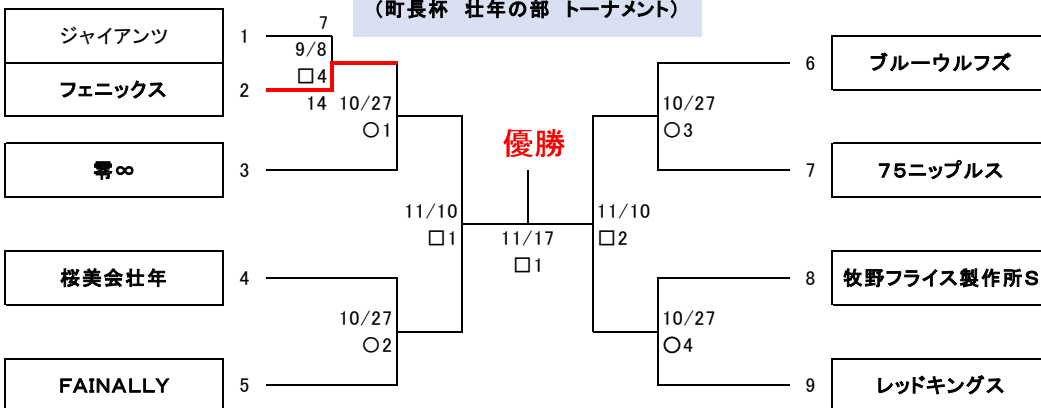 (町長杯 壮年の部 トーナメント)
ジャイアンツ 1
7
9/8
□4
フェニックス 2
14
10/27
○1
零∞ 3
11/10
□1
桜美会壮年 4
10/27
○2
FAINALLY 5
優勝
11/17
□1
6 ブルーウルフズ
10/27
○3
7 75ニップルス
11/10
□2
8 牧野フライス製作所S
10/27
○4
9 レッドキングス